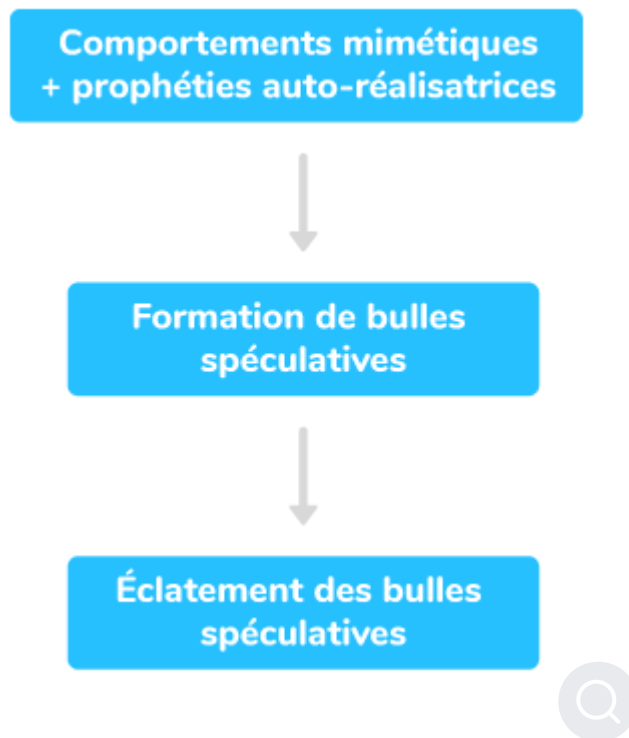 Comportements mimétiques
+ prophéties auto-réalisatrices
Formation de bulles
spéculatives
Éclatement des bulles
spéculatives